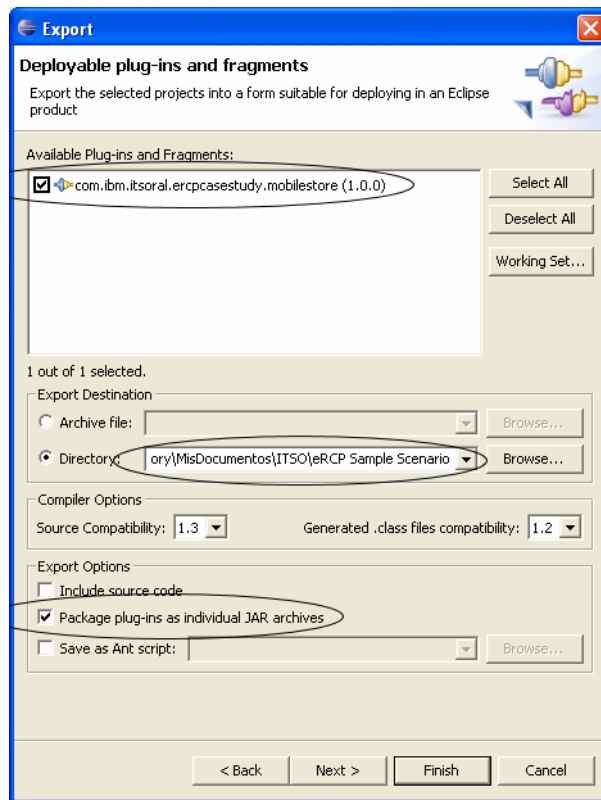 Export
Deployable plug-ins and fragments
Export the selected projects into a form suitable for deploying in an Eclipse
product
Available Plug-ins and Fragments:
com.ibm.itsoral.ercpcasestudy.mobilestore (1.0.0)
Select All
Deselect All
Working Set...
1 out of 1 selected.
Export Destination
Archive file:
Browse...
Directory:
ory\MisDocumentos\ITSO\eRCP Sample Scenario
Browse...
Compiler Options
Source Compatibility: 1.3
Generated .class files compatibility: 1.2
Export Options
Include source code
Package plug-ins as individual JAR archives
Save as Ant script:
Browse...
< Back
Next >
Finish
Cancel